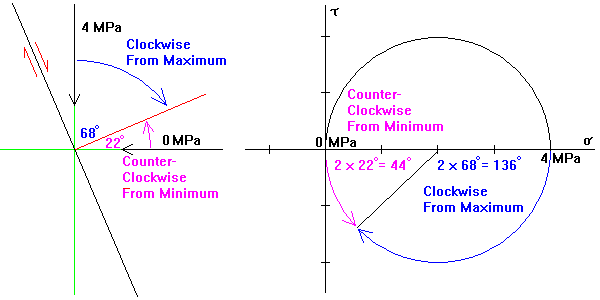 4 MPa
Clockwise
From Maximum
68°
22°
0 MPa
Counter-
Clockwise
From Minimum
τ
Counter-
Clockwise
From Minimum
0 MPa
σ
4 MPa
2 x 22°= 44°
2 x 68°= 136°
Clockwise
From Maximum